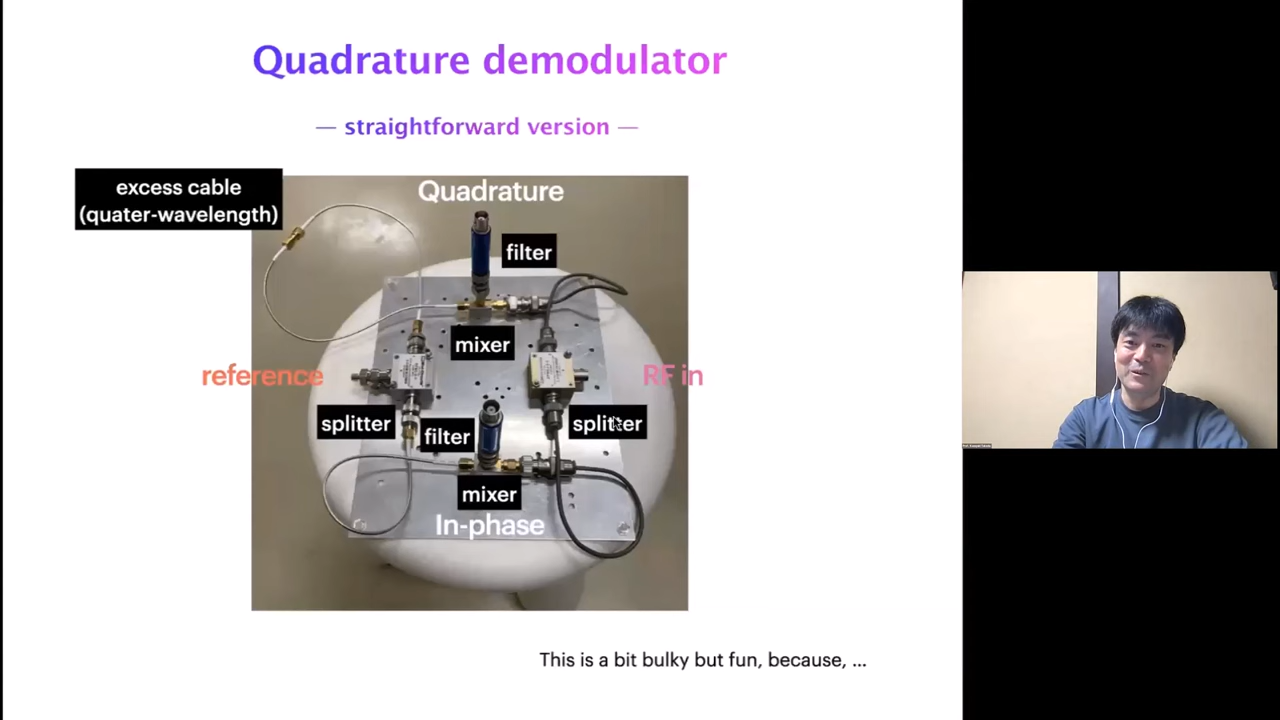 Quadrature demodulator
— straightforward version —
excess cable
(quater-wavelength)
Quadrature
filter
mixer
reference
RF in
splitter
filter
splitter
mixer
In-phase
This is a bit bulky but fun, because, ...